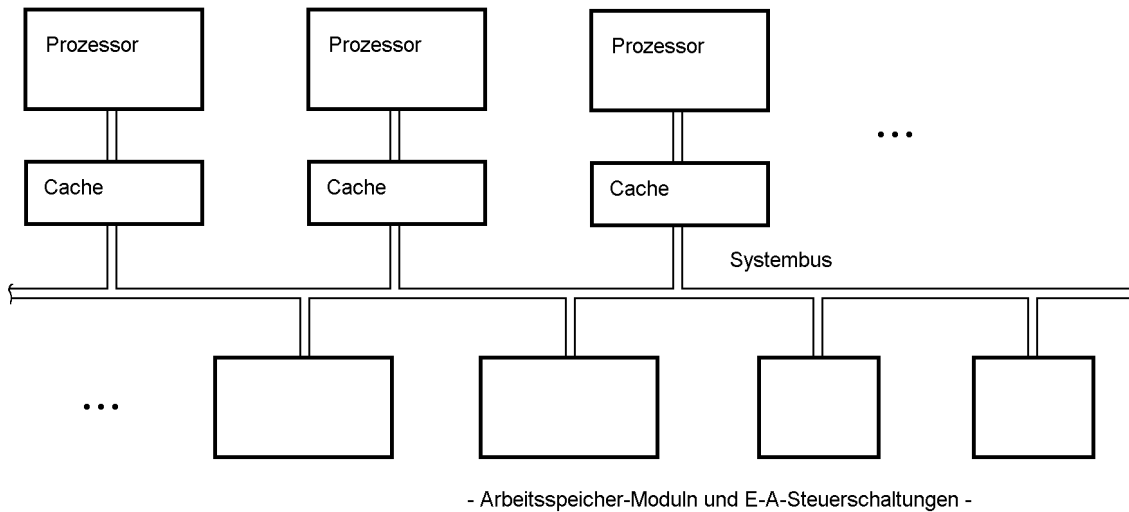 Prozessor
Prozessor
Prozessor
...
Cache
Cache
Cache
Systembus
...
- Arbeitsspeicher-Moduln und E-A-Steuerschaltungen -